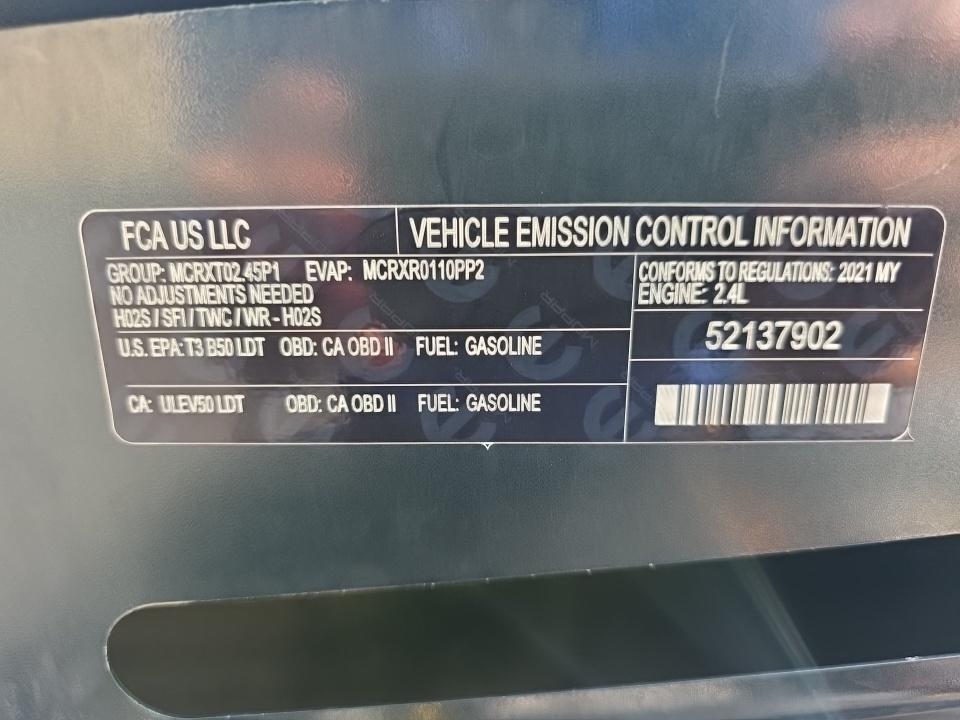 FCA US LLC
VEHICLE EMISSION CONTROL INFORMATION
GROUP: MCRXT02.45P1 EVAP: MCRXR0110PP2
NO ADJUSTMENTS NEEDED
H02S / SFI / TWC / WR - H02S
U.S. EPA: T3 B50 LDT OBD: CA OBD II FUEL: GASOLINE
CA: ULEV50 LDT OBD: CA OBD II FUEL: GASOLINE
CONFORMS TO REGULATIONS: 2021 MY
ENGINE: 2.4L
52137902